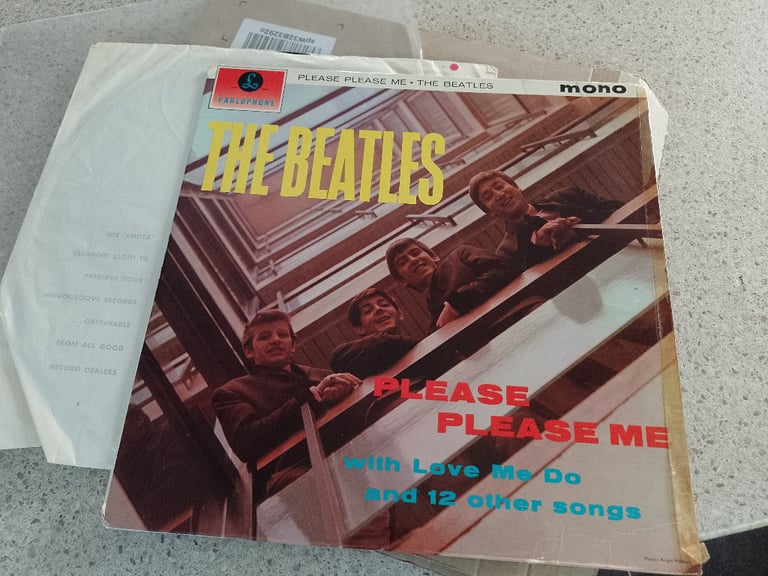 xpw32B3292e
PARLOPHONE
PLEASE PLEASE ME • THE BEATLES
mono
THE BEATLES
USE 'EMITEX'
CLEANING CLOTH TO
PRESERVE YOUR
MICROGROOVE RECORDS
...OBTAINABLE
FROM ALL GOOD
RECORD DEALERS
PLEASE
PLEASE ME
with Love Me Do
and 12 other songs